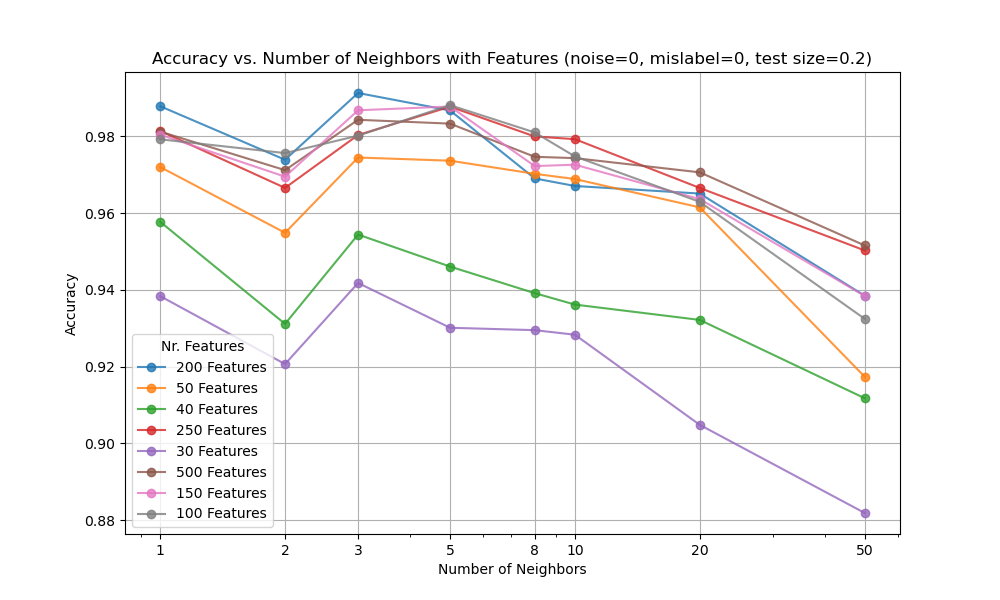 Accuracy vs. Number of Neighbors with Features (noise=0, mislabel=0, test size=0.2)
Accuracy
0.98
0.96
0.94
0.92
0.90
0.88
Nr. Features
200 Features
50 Features
40 Features
250 Features
30 Features
500 Features
150 Features
100 Features
1 2 3 5 8 10 20 50
Number of Neighbors